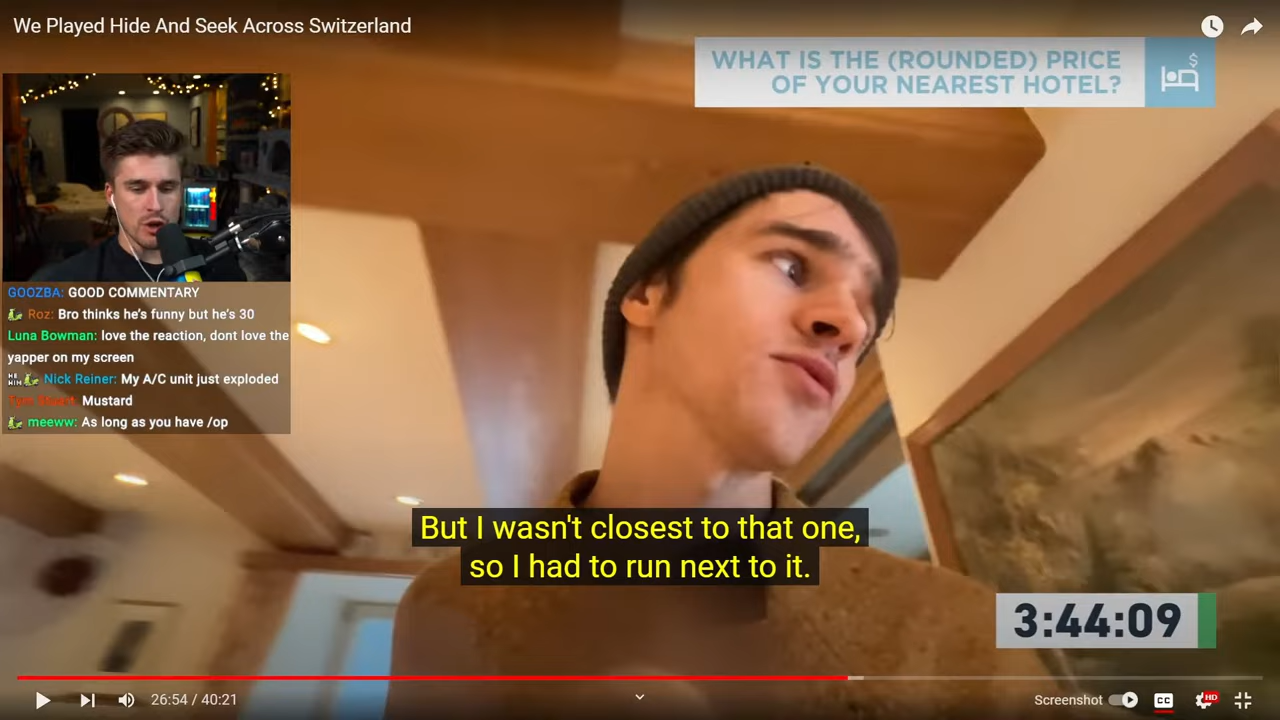 We Played Hide And Seek Across Switzerland
WHAT IS THE (ROUNDED) PRICE
OF YOUR NEAREST HOTEL?
$
GOOZBA: GOOD COMMENTARY
Roz: Bro thinks he's funny but he's 30
Luna Bowman: love the reaction, dont love the
yapper on my screen
Nick Reiner: My A/C unit just exploded
Mustard
meeww: As long as you have /op
But I wasn't closest to that one,
so I had to run next to it.
3:44:09
26:54 / 40:21
Screenshot
CC
HD